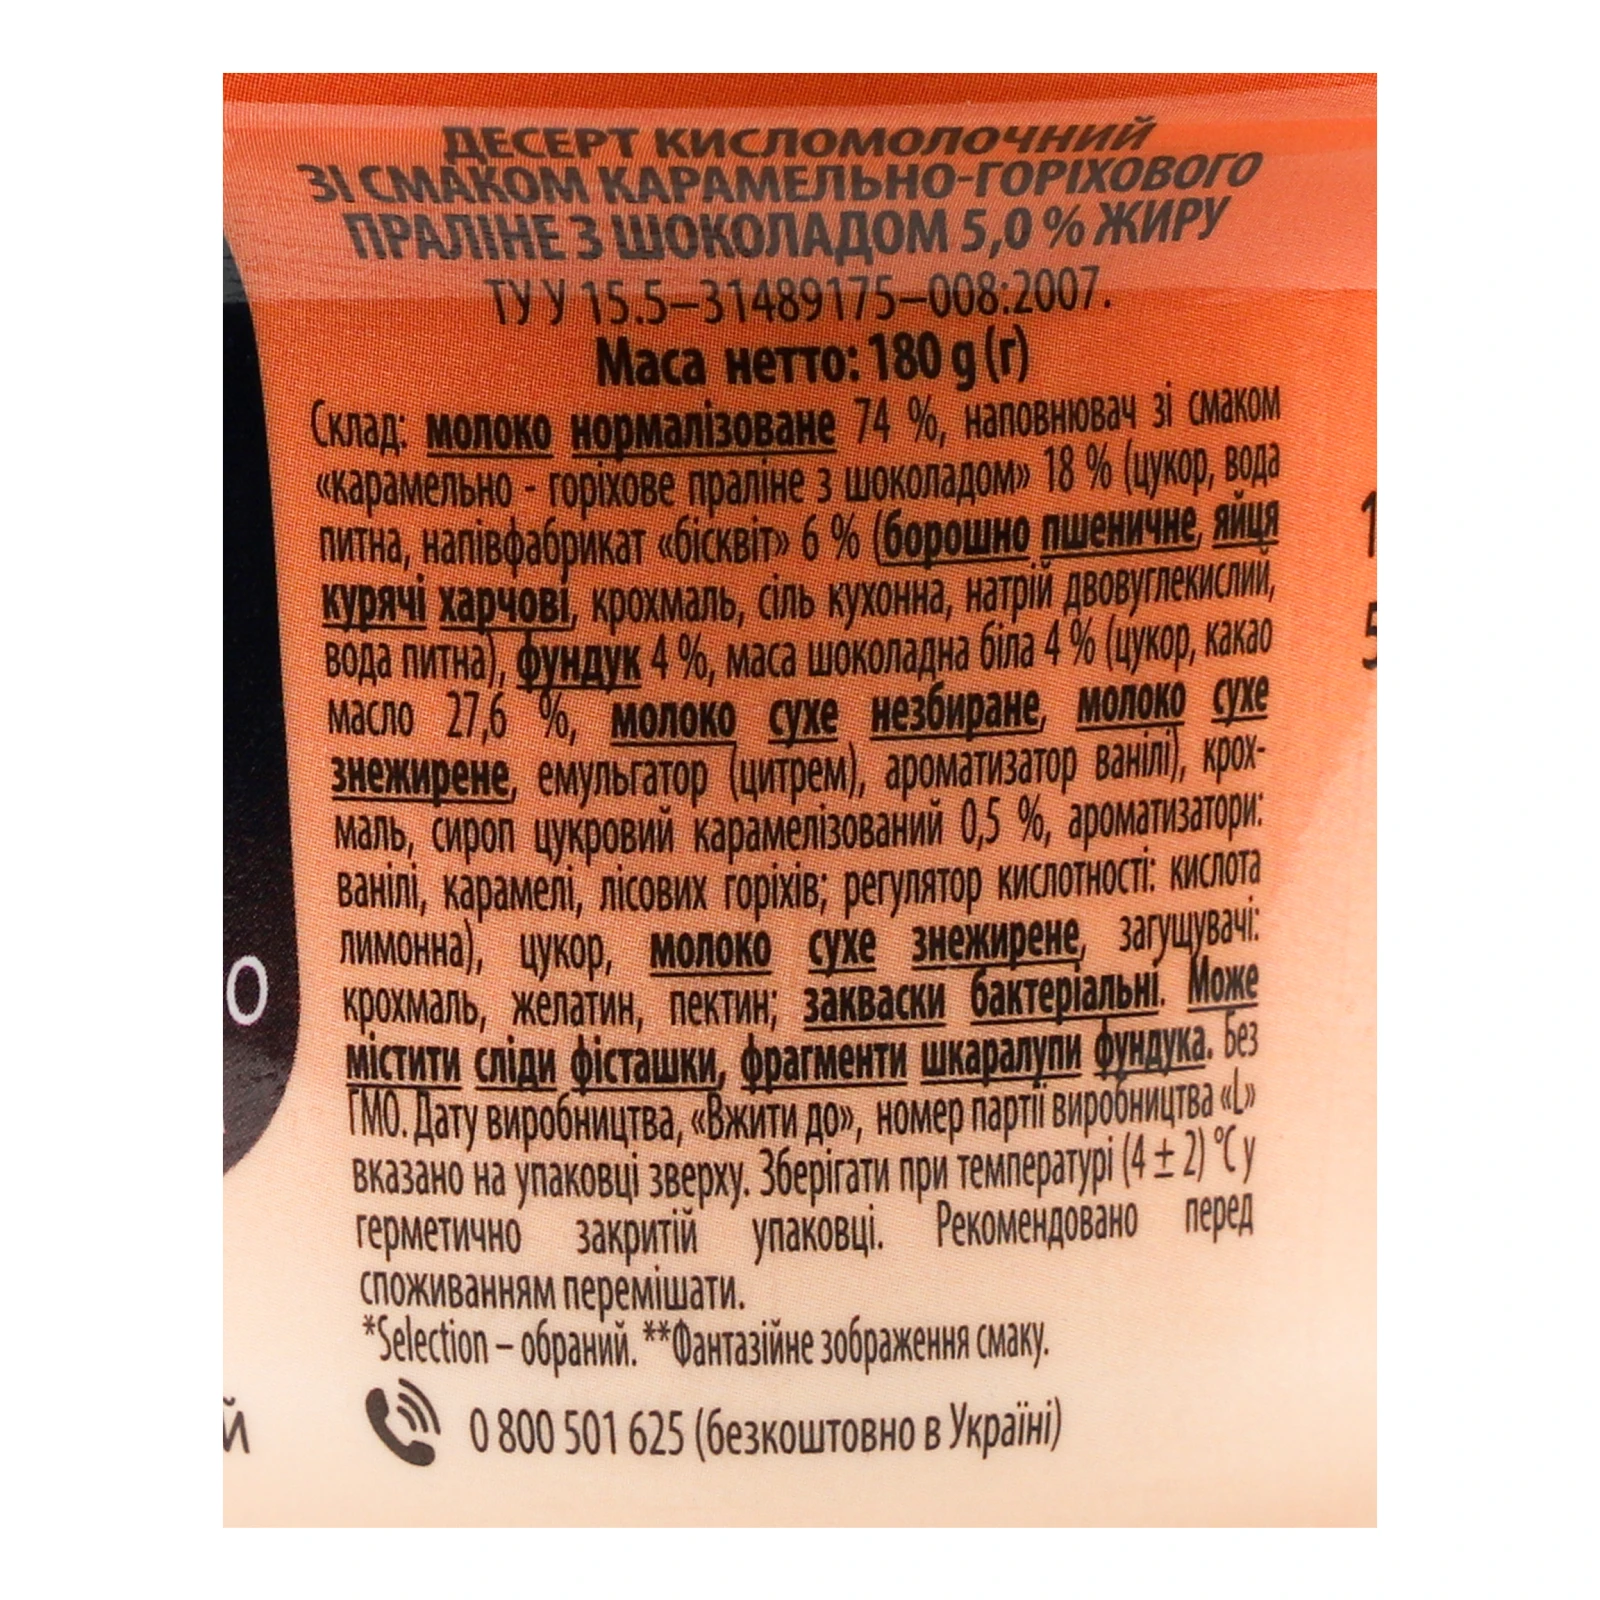 ДЕСЕРТ КИСЛОМОЛОЧНИЙ
ЗІ СМАКОМ КАРАМЕЛЬНО-ГОРІХОВОГО
ПРАЛІНЕ З ШОКОЛАДОМ 5,0 % ЖИРУ
ТУ У 15.5–31489175–008:2007.
Маса нетто: 180 g (г)
Склад: молоко нормалізоване 74 %, наповнювач зі смаком
«карамельно - горіхове праліне з шоколадом» 18 % (цукор, вода
питна, напівфабрикат «бісквіт» 6 % (борошно пшеничне, яйця
курячі харчові, крохмаль, сіль кухонна, натрій двовуглекислий,
вода питна), фундук 4 %, маса шоколадна біла 4 % (цукор, какао
масло 27,6 %, молоко сухе незбиране, молоко сухе
знежирене, емульгатор (цитрем), ароматизатор ванілі), крох-
маль, сироп цукровий карамелізований 0,5 %, ароматизатори:
ванілі, карамелі, лісових горіхів; регулятор кислотності: кислота
лимонна), цукор, молоко сухе знежирене, загущувачі:
крохмаль, желатин, пектин; закваски бактеріальні. Може
містити сліди фісташки, фрагменти шкаралупи фундука. Без
ГМО. Дату виробництва, «Вжити до», номер партії виробництва «L»
вказано на упаковці зверху. Зберігати при температурі (4 ± 2) °С у
герметично закритій упаковці. Рекомендовано перед
споживанням перемішати.
*Selection – обраний. **Фантазійне зображення смаку.
0 800 501 625 (безкоштовно в Україні)